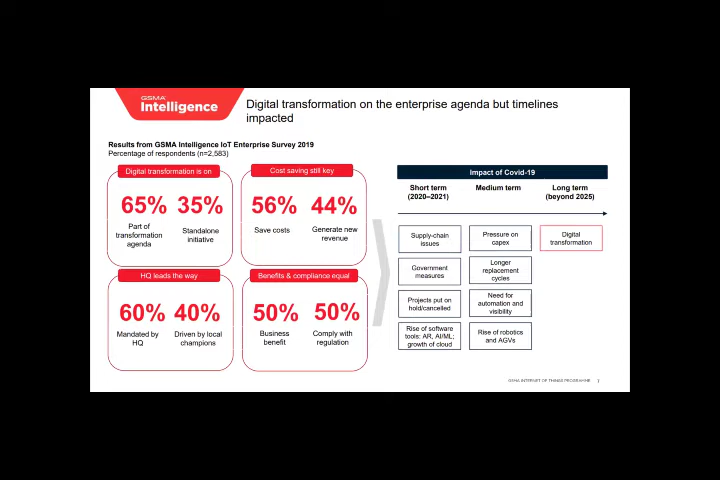 GSMA
Intelligence
Digital transformation on the enterprise agenda but timelines
impacted
Results from GSMA Intelligence IoT Enterprise Survey 2019
Percentage of respondents (n=2,583)
Digital transformation is on
65% 35%
Part of
transformation
agenda
Standalone
initiative
Cost saving still key
56% 44%
Save costs
Generate new
revenue
HQ leads the way
60% 40%
Mandated by
HQ
Driven by local
champions
Benefits & compliance equal
50% 50%
Business
benefit
Comply with
regulation
Impact of Covid-19
Short term
(2020–2021)
Medium term
Long term
(beyond 2025)
Supply-chain
issues
Pressure on
capex
Digital
transformation
Government
measures
Longer
replacement
cycles
Projects put on
hold/cancelled
Need for
automation and
visibility
Rise of software
tools: AR, AI/ML;
growth of cloud
Rise of robotics
and AGVs
GSMA INTERNET OF THINGS PROGRAMME